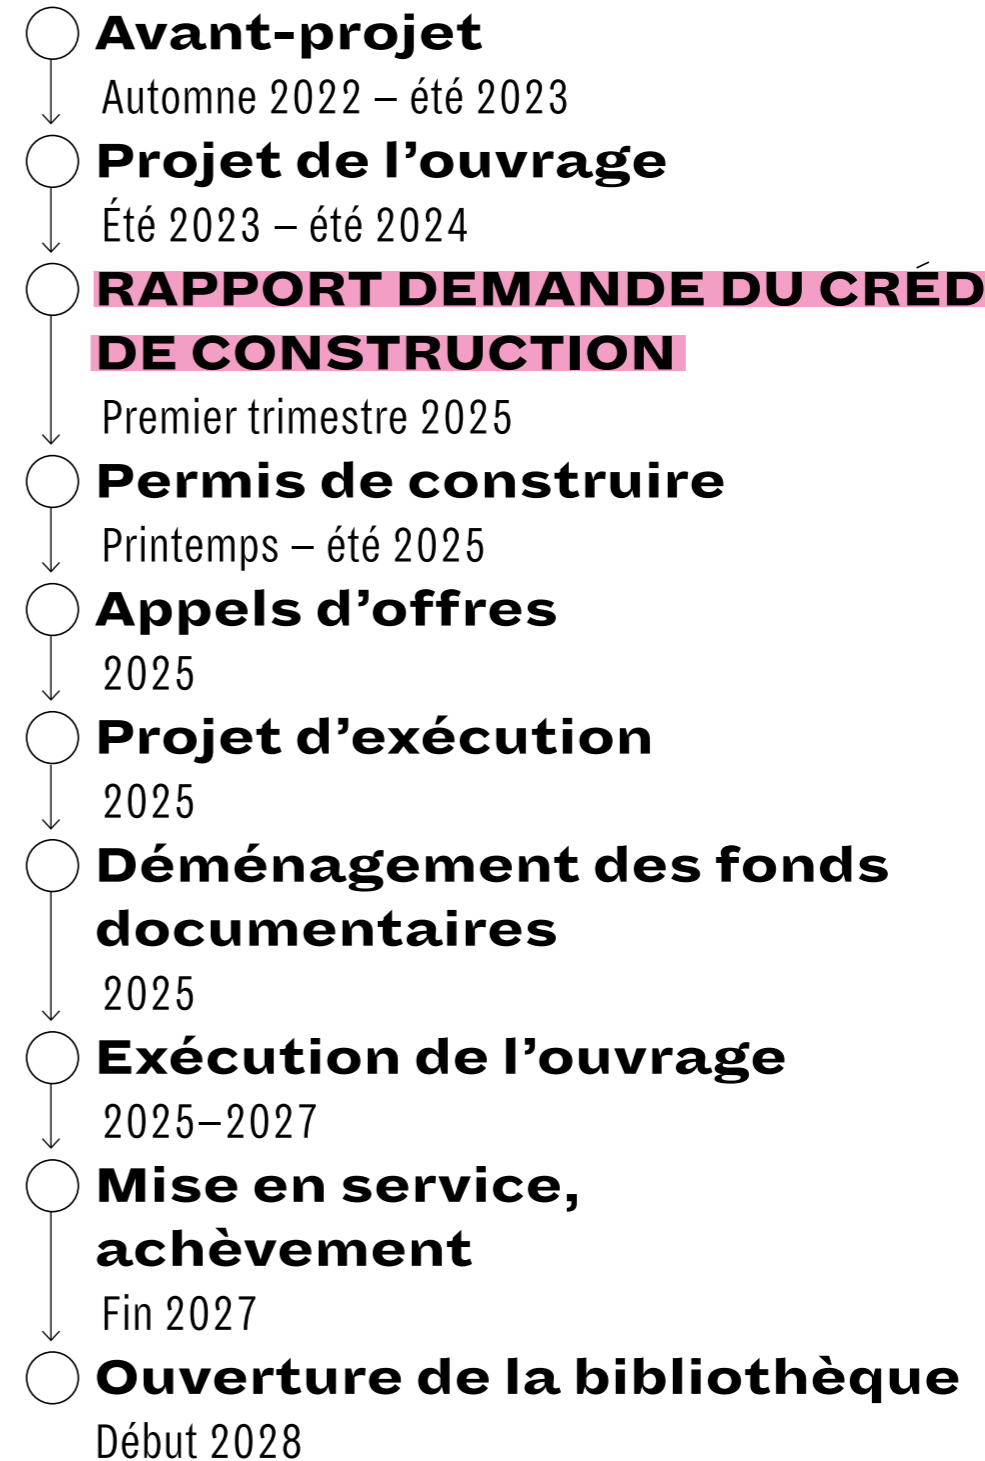 Avant-projet
Automne 2022 – été 2023
Projet de l’ouvrage
Été 2023 – été 2024
RAPPORT DEMANDE DU CRÉD
DE CONSTRUCTION
Premier trimestre 2025
Permis de construire
Printemps – été 2025
Appels d’offres
2025
Projet d’exécution
2025
Déménagement des fonds
documentaires
2025
Exécution de l’ouvrage
2025–2027
Mise en service,
achèvement
Fin 2027
Ouverture de la bibliothèque
Début 2028